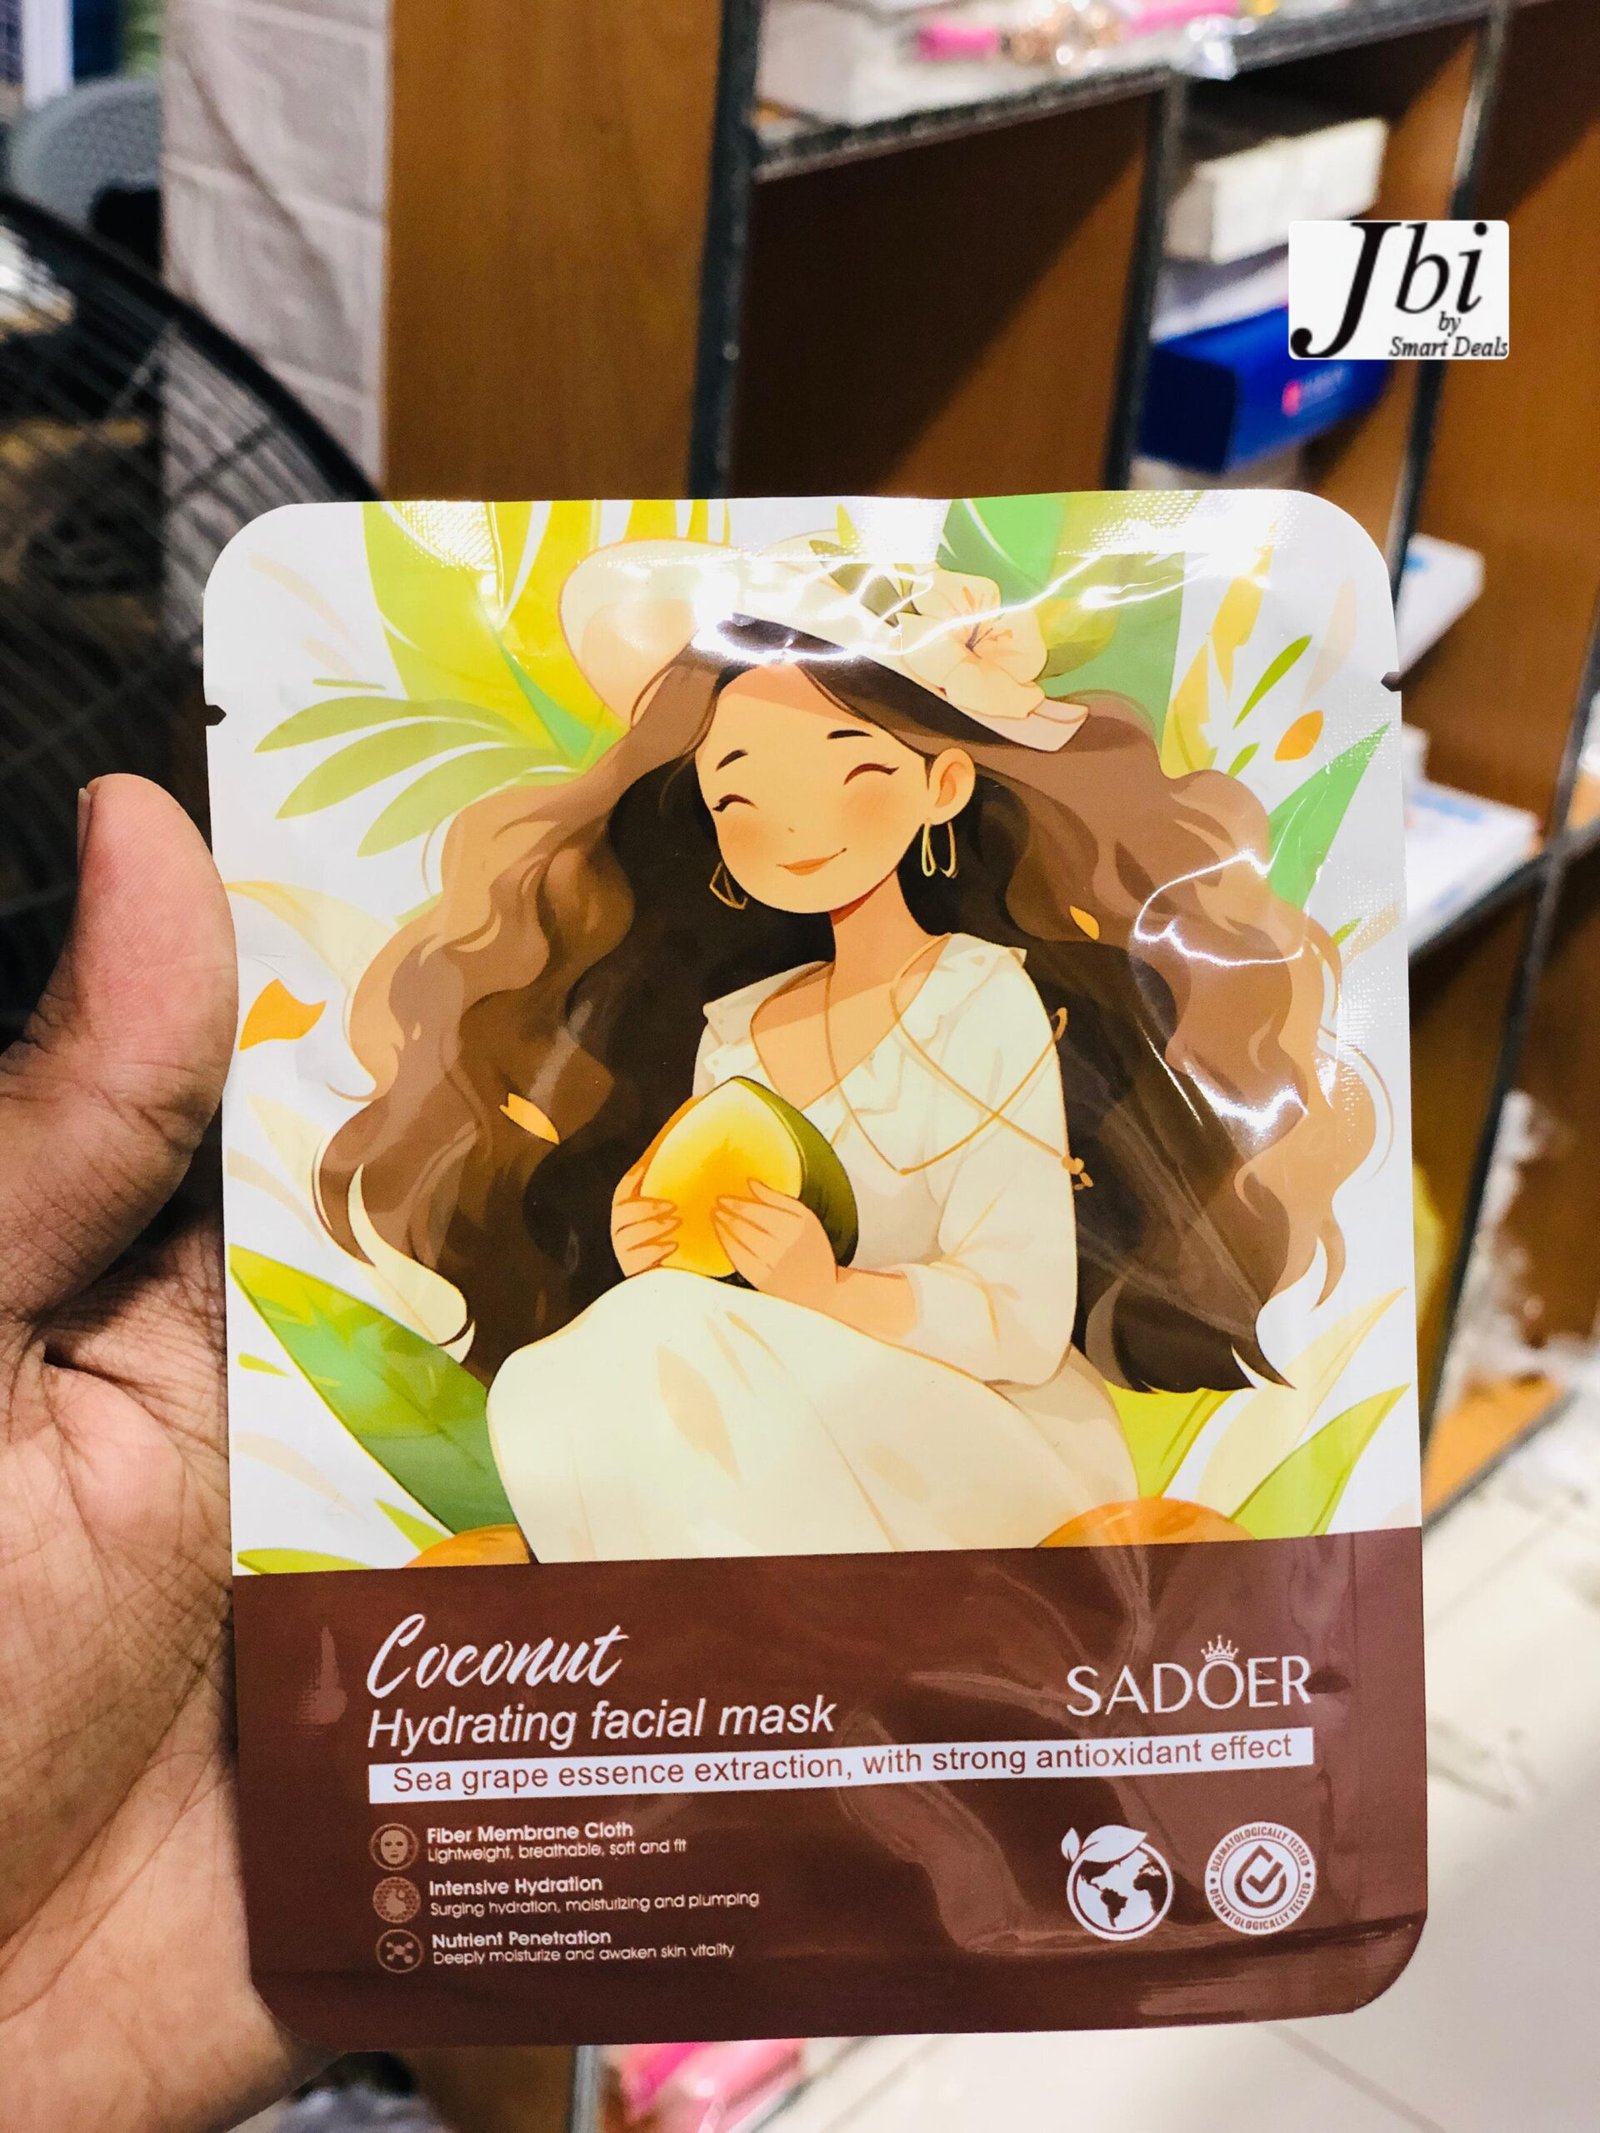 Jbi
by
Smart Deals
Coconut
Hydrating facial mask
SADOER
Sea grape essence extraction, with strong antioxidant effect
Fiber Membrane Cloth
Lightweight, breathable, soft and fit
Intensive Hydration
Surging hydration, moisturizing and plumping
Nutrient Penetration
Deeply moisturize and awaken skin vitality
DERMATOLOGICALLY TESTED
DERMATOLOGICALLY TESTED